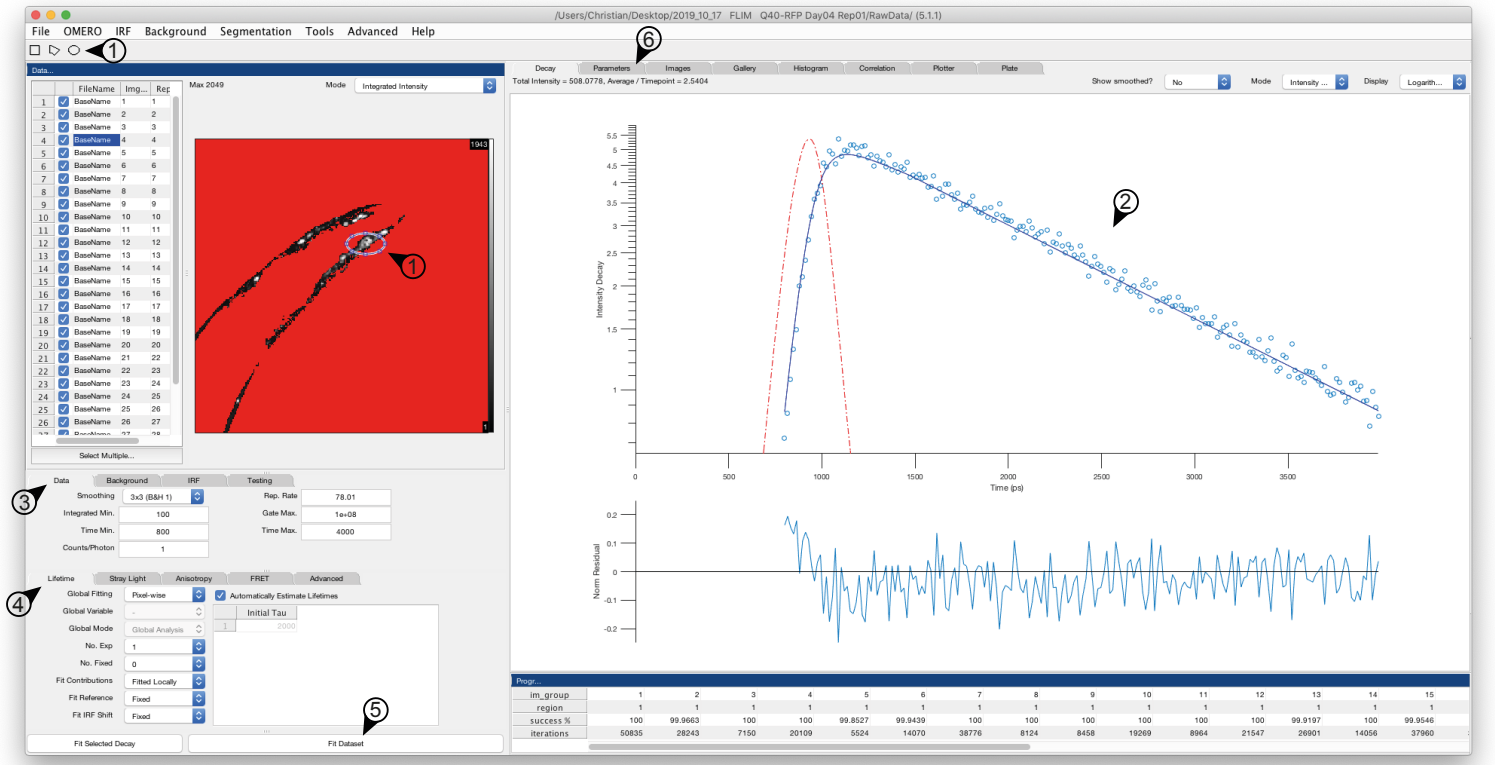 /Users/Christian/Desktop/2019_10_17 FLIM Q40-RFP Day04 Rep01/RawData/ (5.1.1)
File OMERO IRF Background Segmentation Tools Advanced Help
1
6
Data...
FileName Img... Rep
1 BaseName 1 1
2 BaseName 2 2
3 BaseName 3 3
4 BaseName 4 4
5 BaseName 5 5
6 BaseName 6 6
7 BaseName 7 7
8 BaseName 8 8
9 BaseName 9 9
10 BaseName 10 10
11 BaseName 11 11
12 BaseName 12 12
13 BaseName 13 13
14 BaseName 14 14
15 BaseName 15 15
16 BaseName 16 16
17 BaseName 17 17
18 BaseName 18 18
19 BaseName 19 19
20 BaseName 20 20
21 BaseName 21 22
22 BaseName 22 23
23 BaseName 23 24
24 BaseName 24 25
25 BaseName 25 26
26 BaseName 26 27
27 BaseName 27 28
Select Multiple...
Max 2049 Mode Integrated Intensity
1943
1
1
Decay Parameters Images Gallery Histogram Correlation Plotter Plate
Total Intensity = 508.0778, Average / Timepoint = 2.5404
Show smoothed? No Mode Intensity ... Display Logarith...
2
5.5
5
4.5
4
3.5
3
2.5
2
1.5
1
Intensity Decay
0 500 1000 1500 2000 2500 3000 3500
Time (ps)
0.2
0.1
0
-0.1
-0.2
Norm Residual
3
Data Background IRF Testing
Smoothing 3x3 (B&H 1) Rep. Rate 78.01
Integrated Min. 100 Gate Max. 1e+08
Time Min. 800 Time Max. 4000
Counts/Photon 1
4
Lifetime Stray Light Anisotropy FRET Advanced
Global Fitting Pixel-wise Automatically Estimate Lifetimes
Global Variable -
Global Mode Global Analysis
No. Exp 1
No. Fixed 0
Fit Contributions Fitted Locally
Fit Reference Fixed
Fit IRF Shift Fixed
Initial Tau
1 2000
5
Fit Selected Decay Fit Dataset
Progr...
im_group 1 2 3 4 5 6 7 8 9 10 11 12 13 14 15
region 1 1 1 1 1 1 1 1 1 1 1 1 1 1 1
success % 100 99.9663 100 100 99.8527 99.9439 100 100 100 100 100 100 99.9197 100 99.9546
iterations 50835 28243 7150 20109 5524 14070 38776 8124 8458 19269 8964 21547 26901 14056 37960